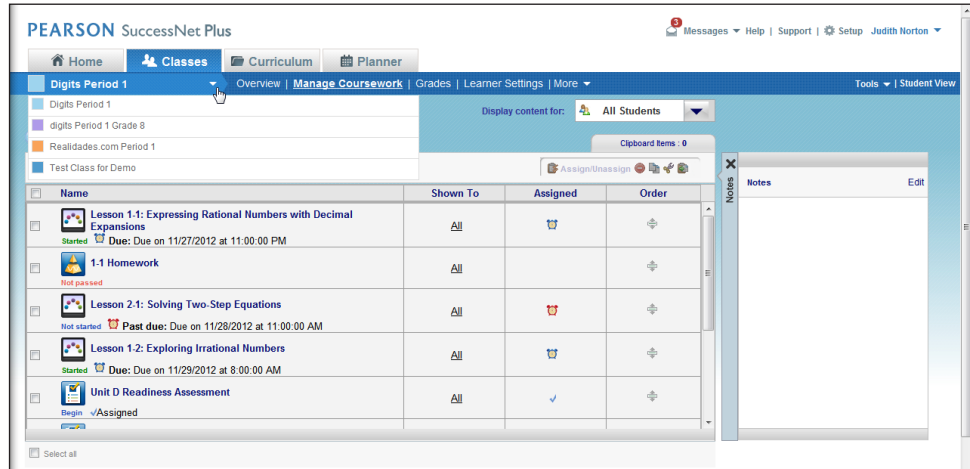 PEARSON SuccessNet Plus
3 Messages Help | Support | Setup Judith Norton
Home Classes Curriculum Planner
Digits Period 1 Overview | Manage Coursework | Grades | Learner Settings | More Tools | Student View
Digits Period 1
digits Period 1 Grade 8
Realidades.com Period 1
Test Class for Demo
Display content for: All Students
Clipboard Items : 0
Assign/Unassign
Name Shown To Assigned Order
Lesson 1-1: Expressing Rational Numbers with Decimal
Expansions
Started Due: Due on 11/27/2012 at 11:00:00 PM
All
1-1 Homework
Not passed
All
Lesson 2-1: Solving Two-Step Equations
Not started Past due: Due on 11/28/2012 at 11:00:00 AM
All
Lesson 1-2: Exploring Irrational Numbers
Started Due: Due on 11/29/2012 at 8:00:00 AM
All
Unit D Readiness Assessment
Begin Assigned
All
Select all
Notes
Notes Edit